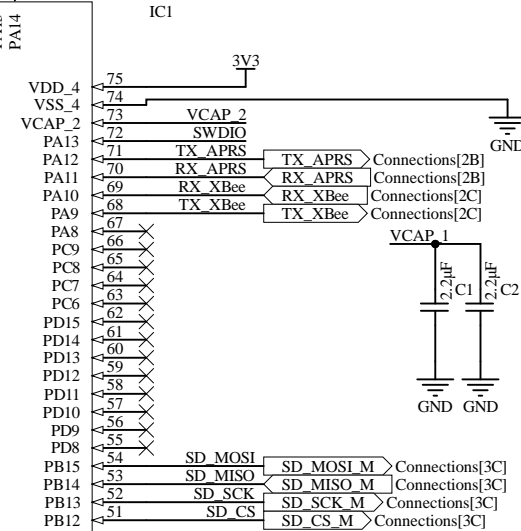 PA14
IC1
3V3
VDD_4 75
VSS_4 74
VCAP_2 73 VCAP_2
PA13 72 SWDIO
PA12 71 TX_APRS TX_APRS Connections[2B]
PA11 70 RX_APRS RX_APRS Connections[2B]
PA10 69 RX_XBee RX_XBee Connections[2C]
PA9 68 TX_XBee TX_XBee Connections[2C]
GND
PA8 67
PC9 66
PC8 65
PC7 64
PC6 63
PD15 62
PD14 61
PD13 60
PD12 59
PD11 58
PD10 57
PD9 56
PD8 55
VCAP_1
2.2µF C1
2.2µF C2
GND GND
PB15 54 SD_MOSI SD_MOSI_M Connections[3C]
PB14 53 SD_MISO SD_MISO_M Connections[3C]
PB13 52 SD_SCK SD_SCK_M Connections[3C]
PB12 51 SD_CS SD_CS_M Connections[3C]